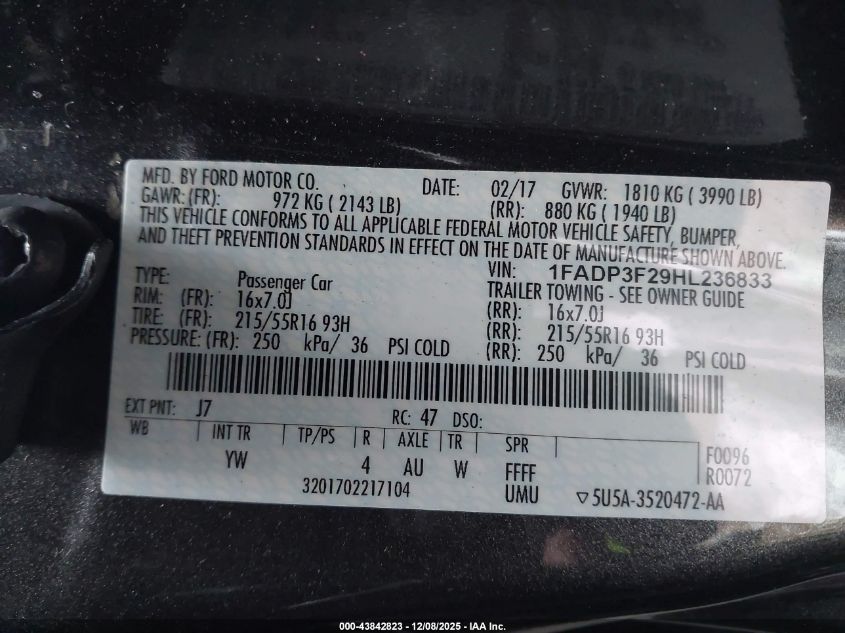 MFD. BY FORD MOTOR CO. DATE: 02/17 GVWR: 1810 KG ( 3990 LB)
GAWR: (FR): 972 KG ( 2143 LB) (RR): 880 KG ( 1940 LB)
THIS VEHICLE CONFORMS TO ALL APPLICABLE FEDERAL MOTOR VEHICLE SAFETY, BUMPER,
AND THEFT PREVENTION STANDARDS IN EFFECT ON THE DATE OF MANUFACTURE SHOWN ABOVE.
VIN: 1FADP3F29HL236833
TYPE: Passenger Car TRAILER TOWING - SEE OWNER GUIDE
RIM: (FR): 16x7.0J (RR): 16x7.0J
TIRE: (FR): 215/55R16 93H (RR): 215/55R16 93H
PRESSURE: (FR): 250 kPa/ 36 PSI COLD (RR): 250 kPa/ 36 PSI COLD
EXT PNT: J7 RC: 47 DSO:
WB INT TR TP/PS R AXLE TR SPR F0096
YW 4 AU W FFFF R0072
3201702217104 UMU ▽5U5A-3520472-AA
000-43842823 - 12/08/2025 - IAA Inc.